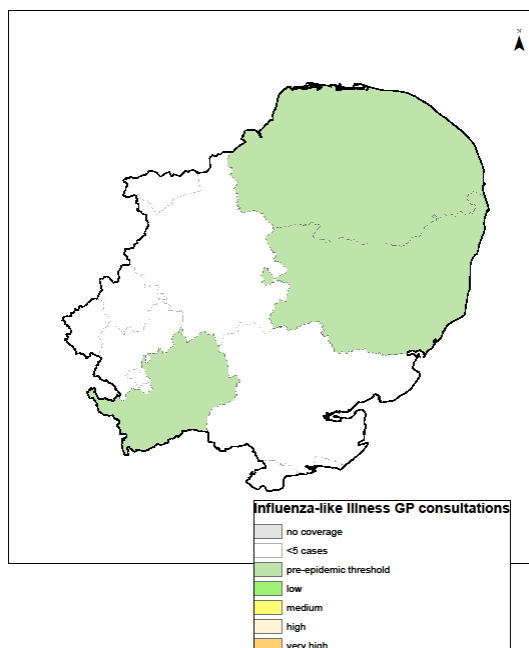 N
Influenza-like Illness GP consultations
no coverage
<5 cases
pre-epidemic threshold
low
medium
high
very high